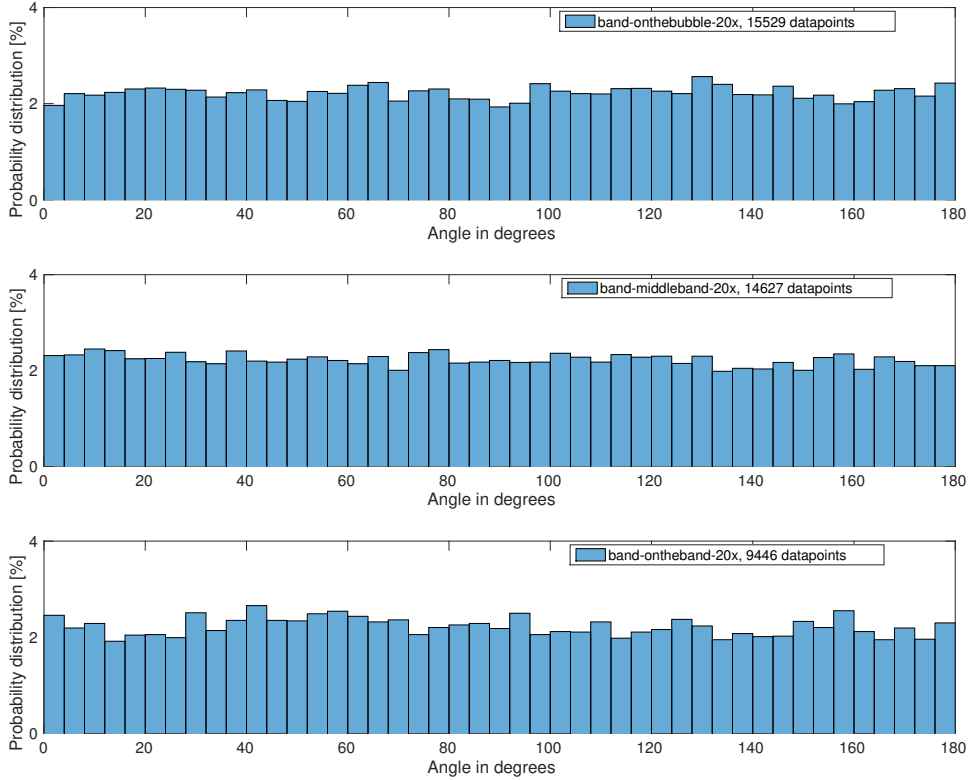 4
band-onthebubble-20x, 15529 datapoints
Probability distribution [%]
2
0
0 20 40 60 80 100 120 140 160 180
Angle in degrees
4
band-middleband-20x, 14627 datapoints
Probability distribution [%]
2
0
0 20 40 60 80 100 120 140 160 180
Angle in degrees
4
band-ontheband-20x, 9446 datapoints
Probability distribution [%]
2
0
0 20 40 60 80 100 120 140 160 180
Angle in degrees